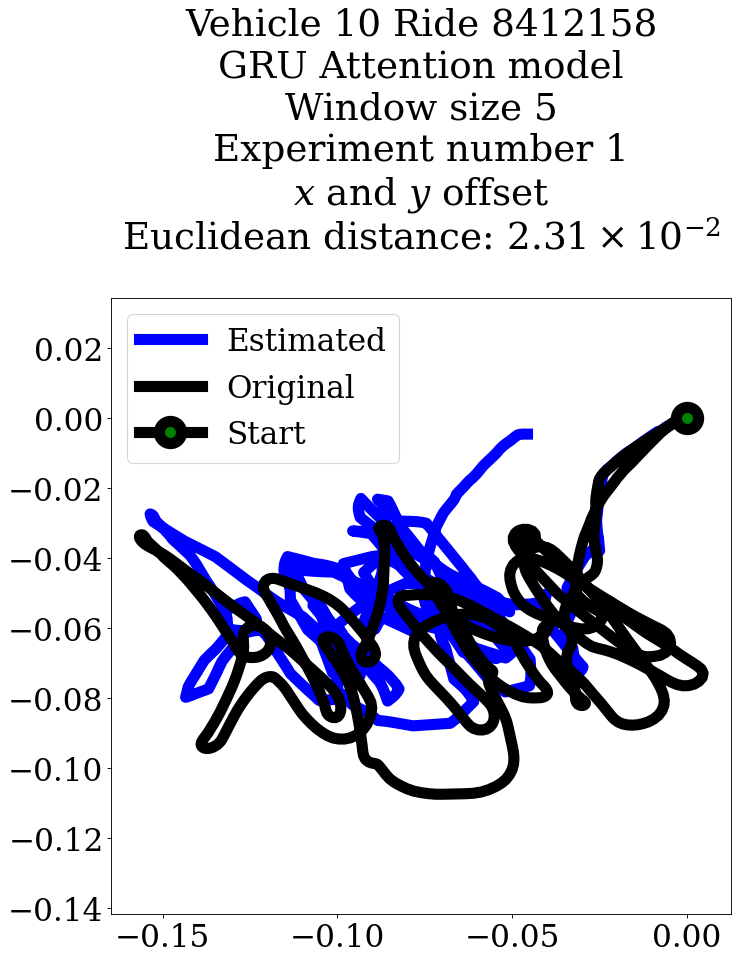 Vehicle 10 Ride 8412158
GRU Attention model
Window size 5
Experiment number 1
x and y offset
Euclidean distance: 2.31 × 10⁻²
Estimated
Original
Start
0.02
0.00
−0.02
−0.04
−0.06
−0.08
−0.10
−0.12
−0.14
−0.15
−0.10
−0.05
0.00